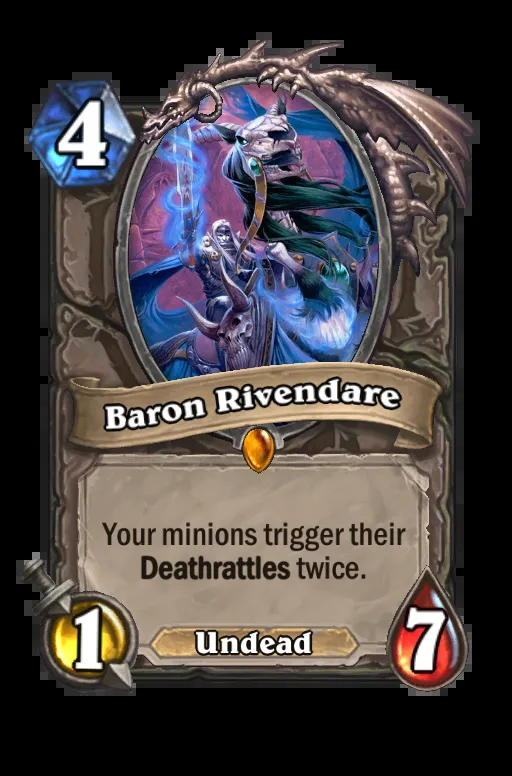 4
Baron Rivendare
Your minions trigger their
Deathrattles twice.
1
Undead
7